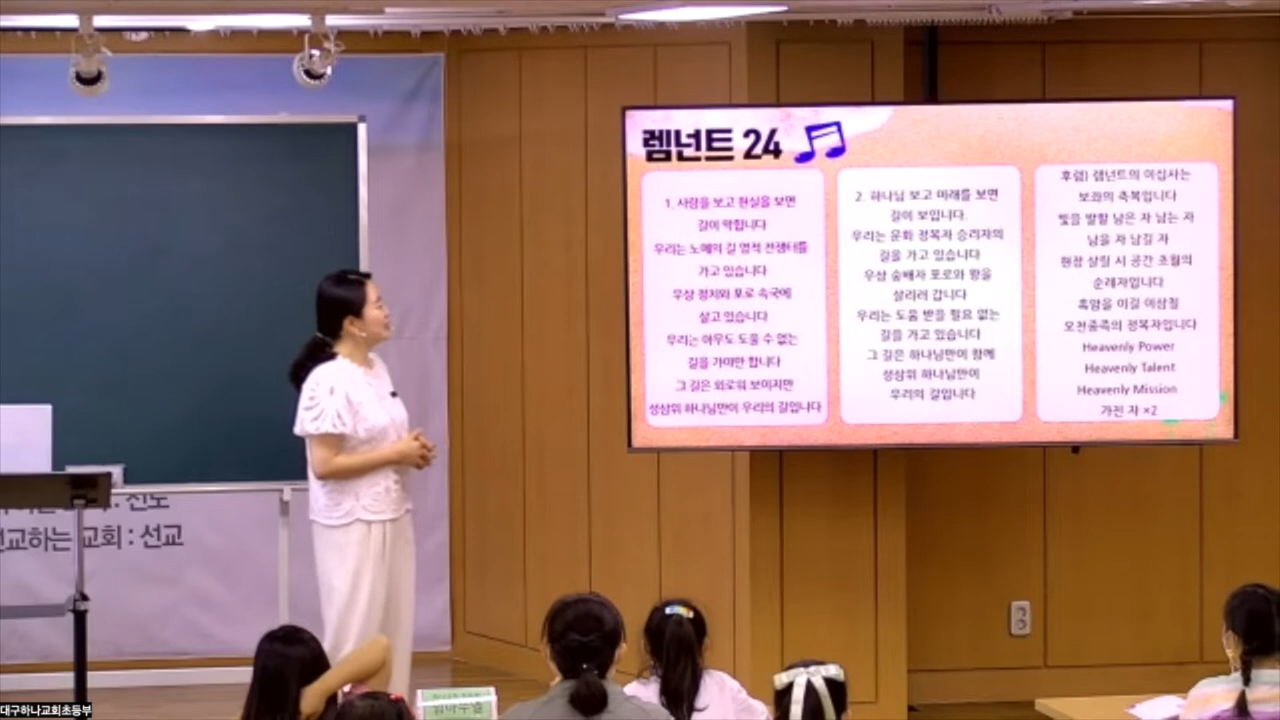 렘넌트 24
1. 사람을 보고 현실을 보면
길이 막힙니다
우리는 노예의 길 영적 전쟁터를
가고 있습니다
우상 정치와 포로 속국에
살고 있습니다
우리는 아무도 도울 수 없는
길을 가야만 합니다
그 길은 외로워 보이지만
성삼위 하나님만이 우리의 길입니다
2. 하나님 보고 미래를 보면
길이 보입니다.
우리는 문화 정복자 승리자의
길을 가고 있습니다
우상 숭배자 포로와 왕을
살리러 갑니다
우리는 도움 받을 필요 없는
길을 가고 있습니다
그 길은 하나님만이 함께
성삼위 하나님만이
우리의 길입니다
후렴) 렘넌트의 이십사는
보좌의 축복입니다
빛을 발할 남은 자 남는 자
남을 자 남길 자
현장 살릴 시 공간 초월의
순례자입니다
흑암을 이길 이삼칠
오천종족의 정복자입니다
Heavenly Power
Heavenly Talent
Heavenly Mission
가진 자 ×2
: 전도
교하는 교회 : 선교
임마누엘
대구하나교회초등부